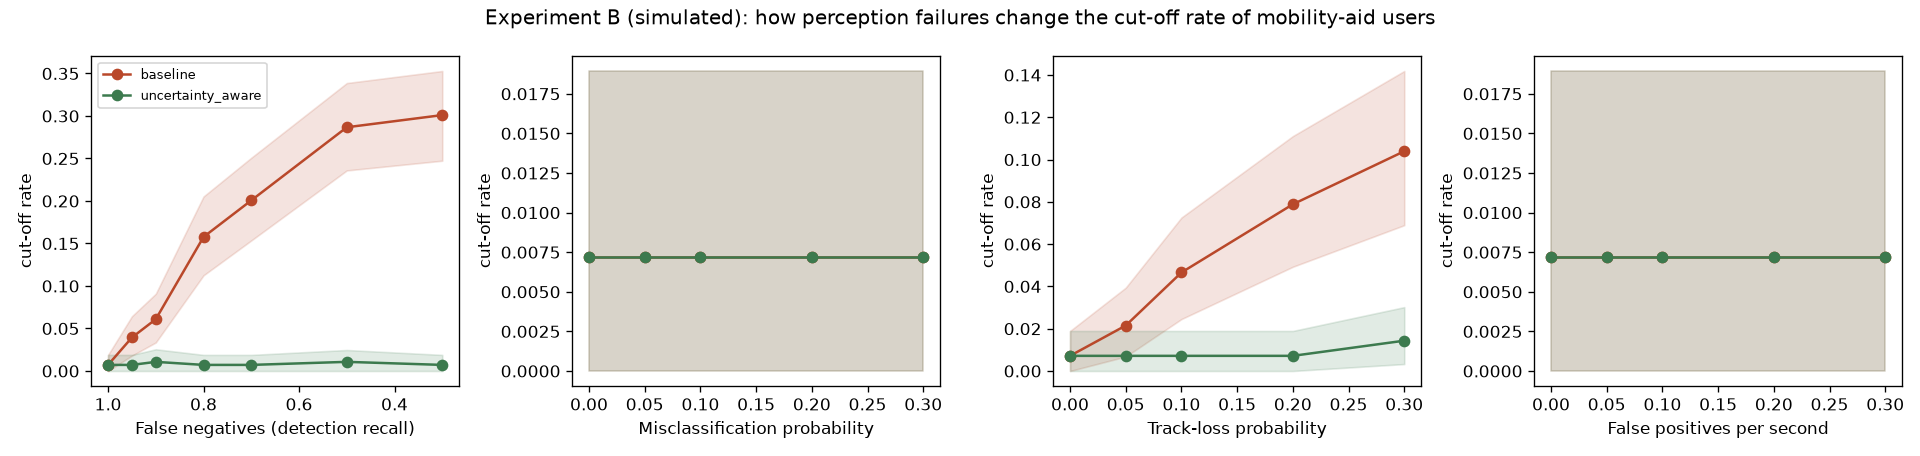 Experiment B (simulated): how perception failures change the cut-off rate of mobility-aid users
baseline
uncertainty_aware
cut-off rate
0.35
0.30
0.25
0.20
0.15
0.10
0.05
0.00
1.0 0.8 0.6 0.4
False negatives (detection recall)
cut-off rate
0.0175
0.0150
0.0125
0.0100
0.0075
0.0050
0.0025
0.0000
0.00 0.05 0.10 0.15 0.20 0.25 0.30
Misclassification probability
cut-off rate
0.14
0.12
0.10
0.08
0.06
0.04
0.02
0.00
0.00 0.05 0.10 0.15 0.20 0.25 0.30
Track-loss probability
cut-off rate
0.0175
0.0150
0.0125
0.0100
0.0075
0.0050
0.0025
0.0000
0.00 0.05 0.10 0.15 0.20 0.25 0.30
False positives per second